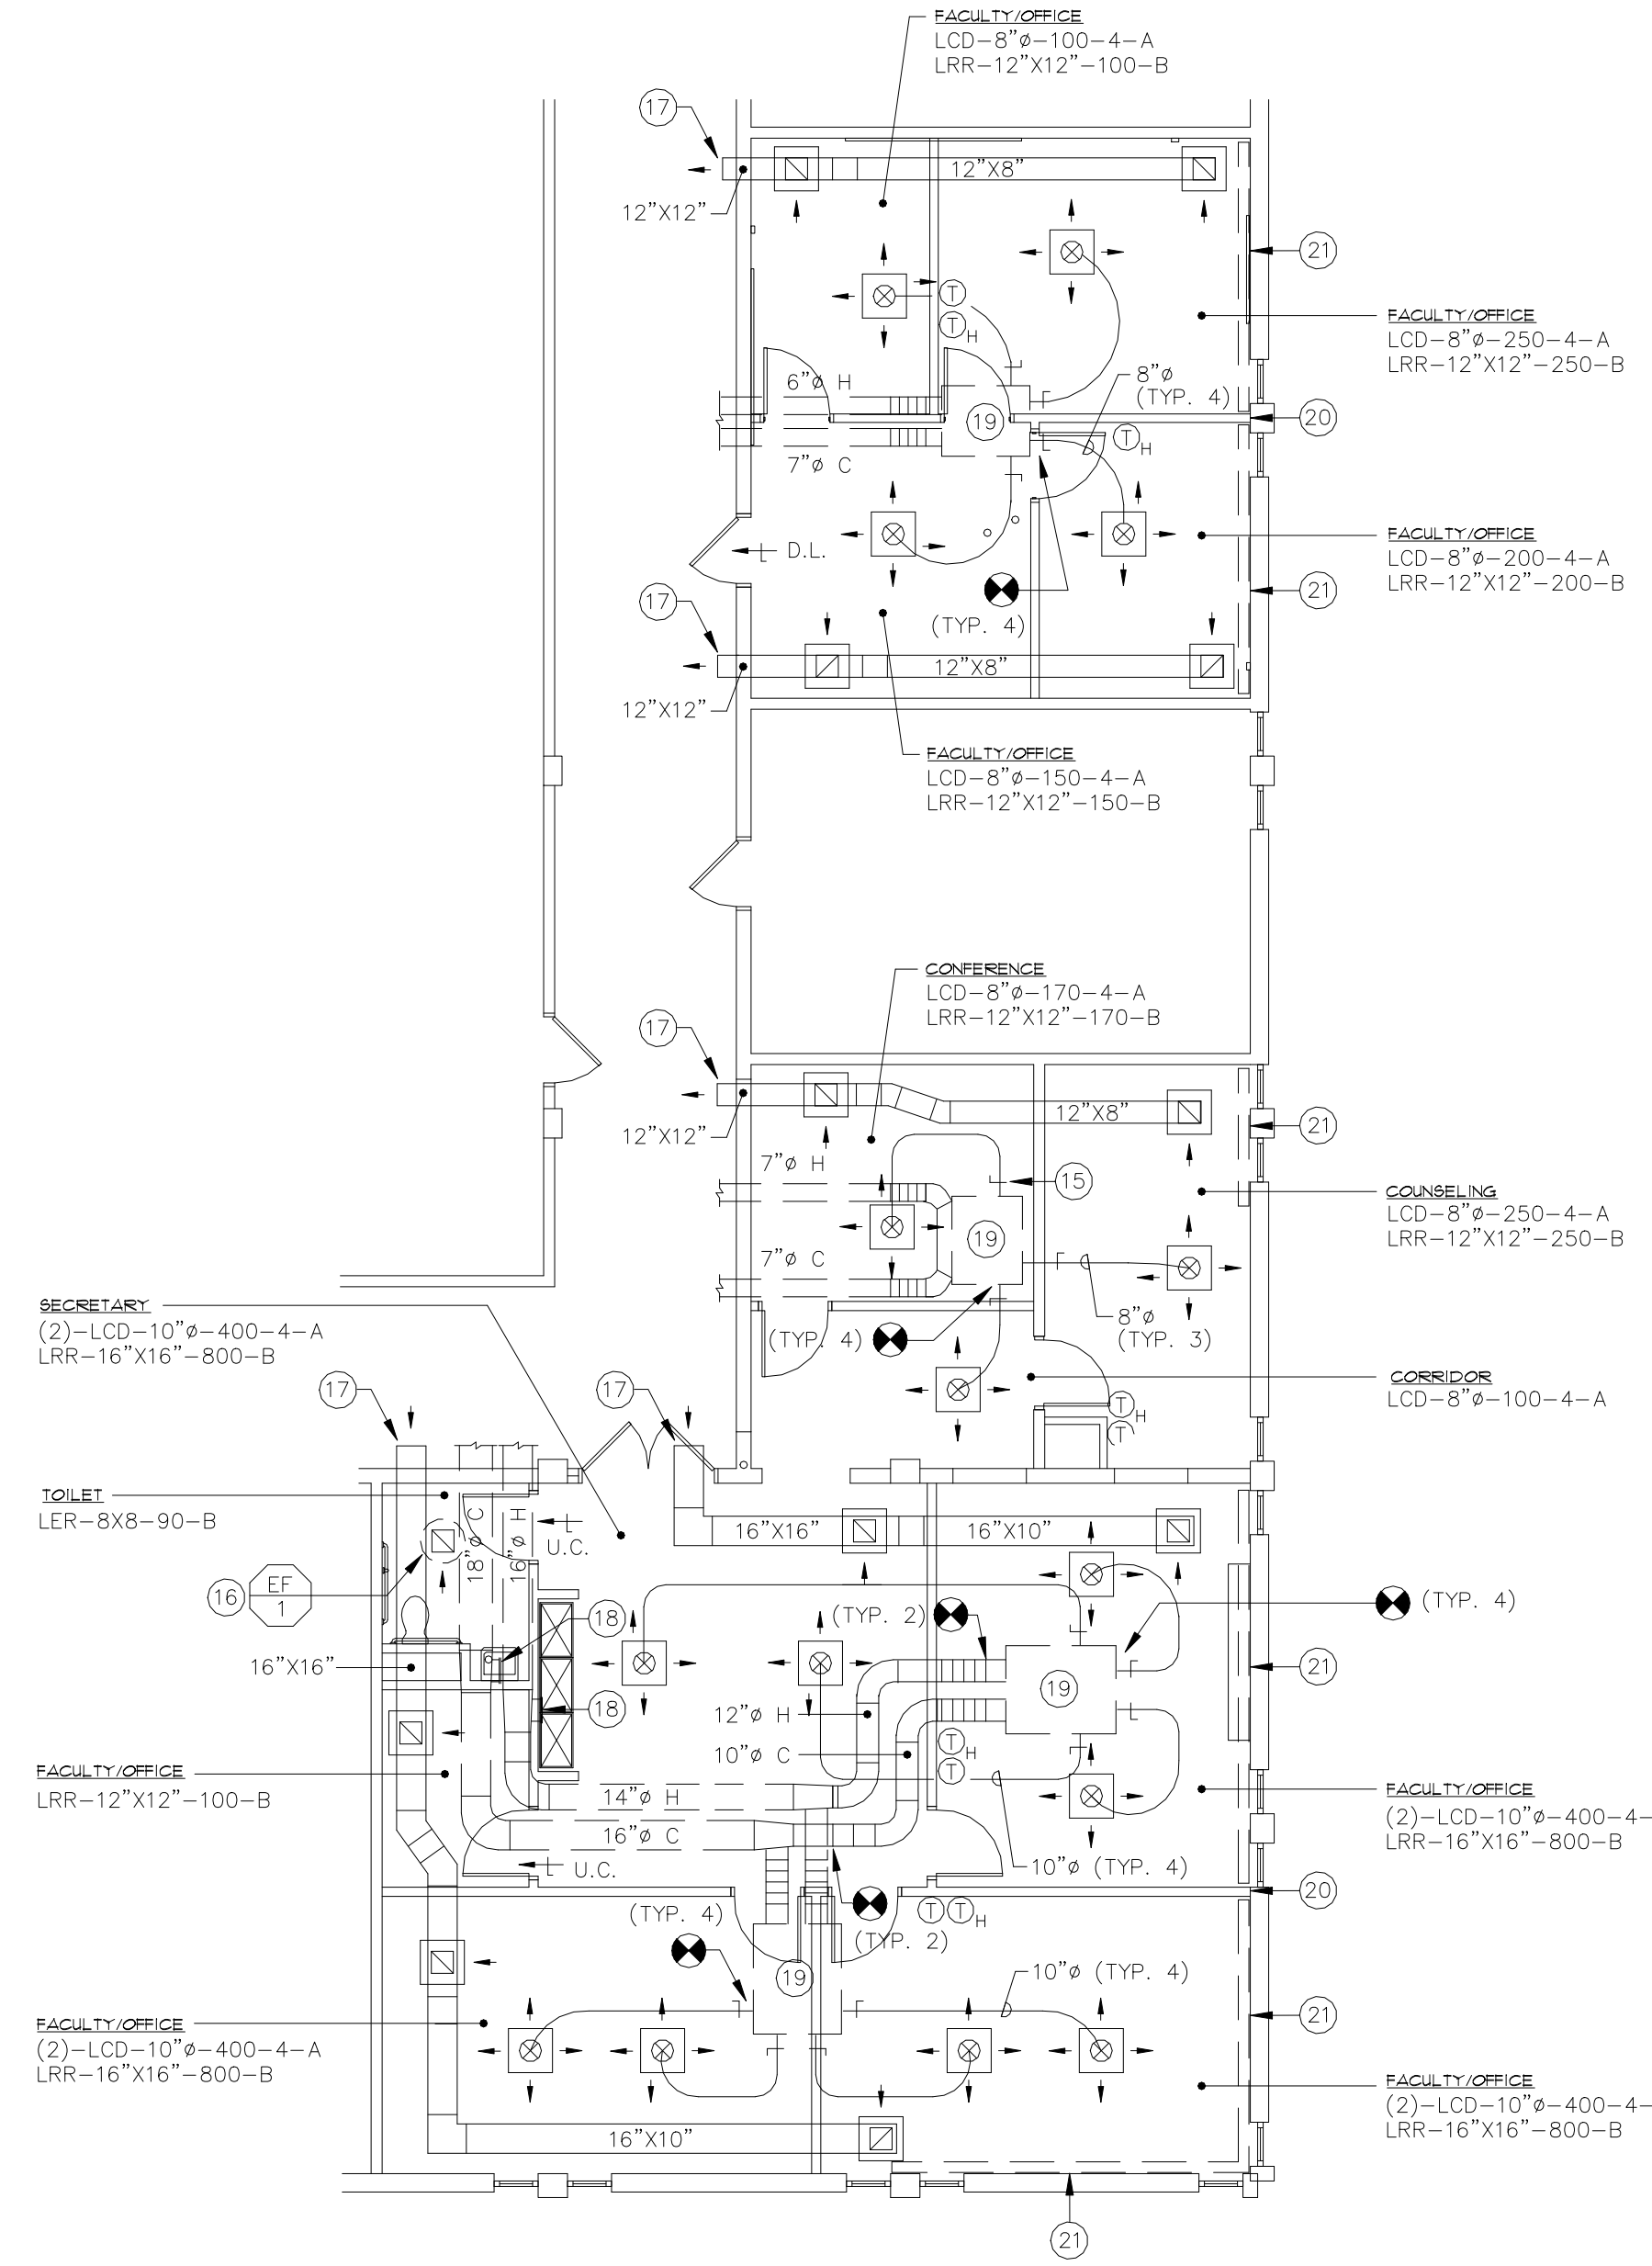 FACULTY/OFFICE
LCD-8"ø-100-4-A
LRR-12"X12"-100-B
17
12"X8"
12"X12"
21
T
T H
FACULTY/OFFICE
LCD-8"ø-250-4-A
LRR-12"X12"-250-B
6"ø H
8"ø
(TYP. 4)
19
20
T H
7"ø C
D.L.
FACULTY/OFFICE
LCD-8"ø-200-4-A
LRR-12"X12"-200-B
21
17
(TYP. 4)
12"X8"
12"X12"
FACULTY/OFFICE
LCD-8"ø-150-4-A
LRR-12"X12"-150-B
CONFERENCE
LCD-8"ø-170-4-A
LRR-12"X12"-170-B
17
12"X8"
21
12"X12"
7"ø H
15
COUNSELING
LCD-8"ø-250-4-A
LRR-12"X12"-250-B
19
7"ø C
SECRETARY
(2)-LCD-10"ø-400-4-A
LRR-16"X16"-800-B
(TYP. 4)
8"ø
(TYP. 3)
17
17
CORRIDOR
LCD-8"ø-100-4-A
T H
T
TOILET
LER-8X8-90-B
18"ø C
16"ø H
U.C.
16"X16"
16"X10"
16
EF
1
18
(TYP. 2)
(TYP. 4)
16"X16"
21
19
18
12"ø H
10"ø C
T H
T
FACULTY/OFFICE
LRR-12"X12"-100-B
14"ø H
16"ø C
FACULTY/OFFICE
(2)-LCD-10"ø-400-4-
LRR-16"X16"-800-B
U.C.
10"ø (TYP. 4)
20
(TYP. 4)
T T H
(TYP. 2)
19
10"ø (TYP. 4)
21
FACULTY/OFFICE
(2)-LCD-10"ø-400-4-A
LRR-16"X16"-800-B
FACULTY/OFFICE
(2)-LCD-10"ø-400-4-
LRR-16"X16"-800-B
16"X10"
21